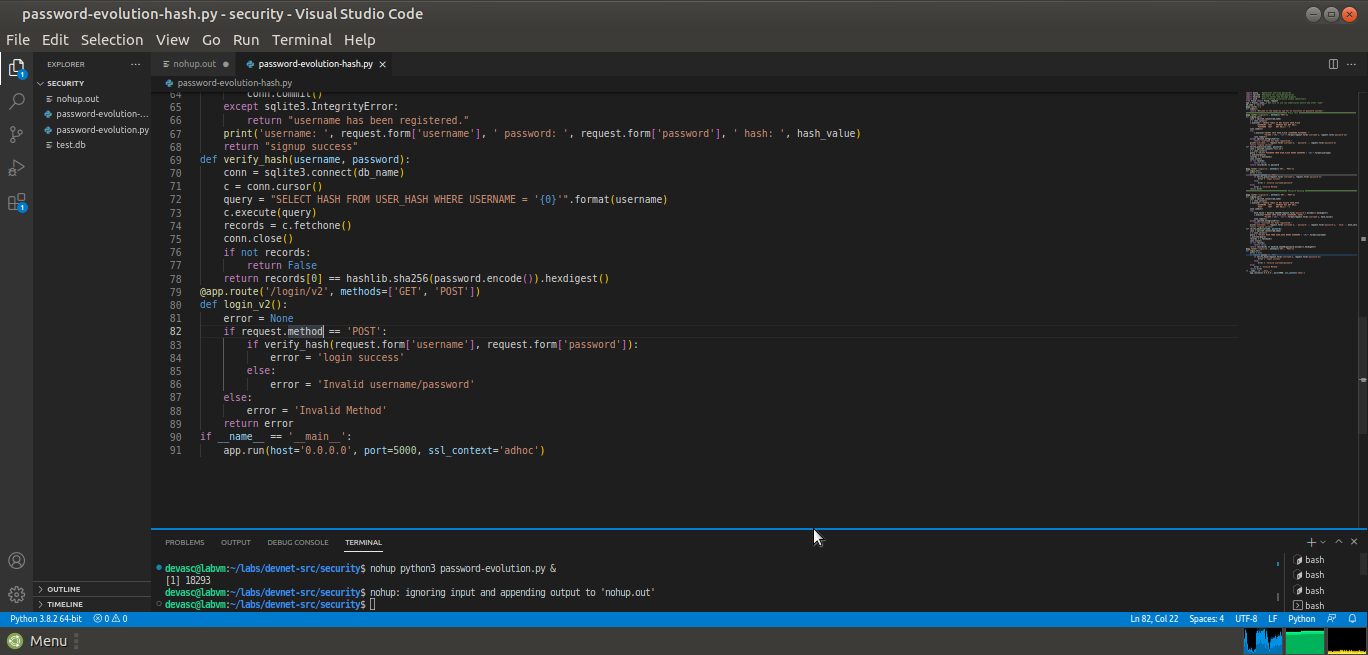 password-evolution-hash.py - security - Visual Studio Code
File Edit Selection View Go Run Terminal Help
EXPLORER ···
SECURITY
nohup.out
password-evolution-...
password-evolution.py
test.db
OUTLINE
TIMELINE
nohup.out
password-evolution-hash.py
password-evolution-hash.py
64 conn.commit()
65 except sqlite3.IntegrityError:
66 return "username has been registered."
67 print('username: ', request.form['username'], ' password: ', request.form['password'], ' hash: ', hash_value)
68 return "signup success"
69 def verify_hash(username, password):
70 conn = sqlite3.connect(db_name)
71 c = conn.cursor()
72 query = "SELECT HASH FROM USER_HASH WHERE USERNAME = '{0}'".format(username)
73 c.execute(query)
74 records = c.fetchone()
75 conn.close()
76 if not records:
77 return False
78 return records[0] == hashlib.sha256(password.encode()).hexdigest()
79 @app.route('/login/v2', methods=['GET', 'POST'])
80 def login_v2():
81 error = None
82 if request.method == 'POST':
83 if verify_hash(request.form['username'], request.form['password']):
84 error = 'login success'
85 else:
86 error = 'Invalid username/password'
87 else:
88 error = 'Invalid Method'
89 return error
90 if __name__ == '__main__':
91 app.run(host='0.0.0.0', port=5000, ssl_context='adhoc')
PROBLEMS OUTPUT DEBUG CONSOLE TERMINAL
devasc@labvm:~/labs/devnet-src/security$ nohup python3 password-evolution.py &
[1] 18293
devasc@labvm:~/labs/devnet-src/security$ nohup: ignoring input and appending output to 'nohup.out'
devasc@labvm:~/labs/devnet-src/security$
bash
bash
bash
bash
Python 3.8.2 64-bit 0 0 Ln 82, Col 22 Spaces: 4 UTF-8 LF Python
Menu